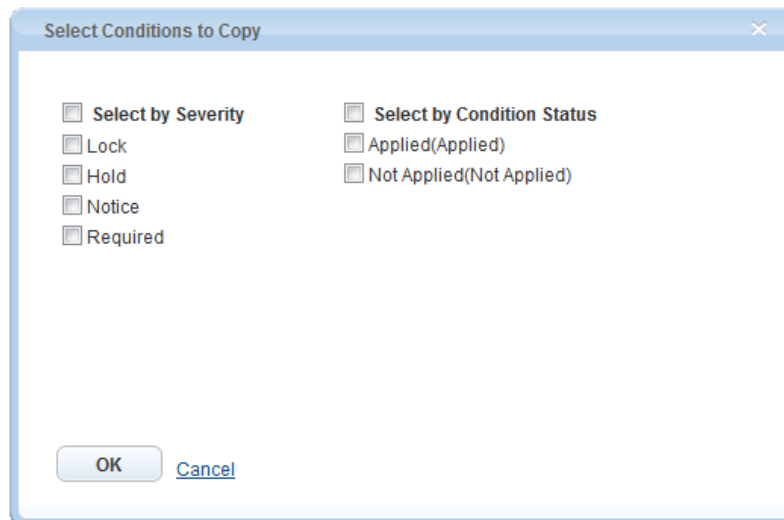 Select Conditions to Copy
Select by Severity
Lock
Hold
Notice
Required
Select by Condition Status
Applied(Applied)
Not Applied(Not Applied)
OK
Cancel